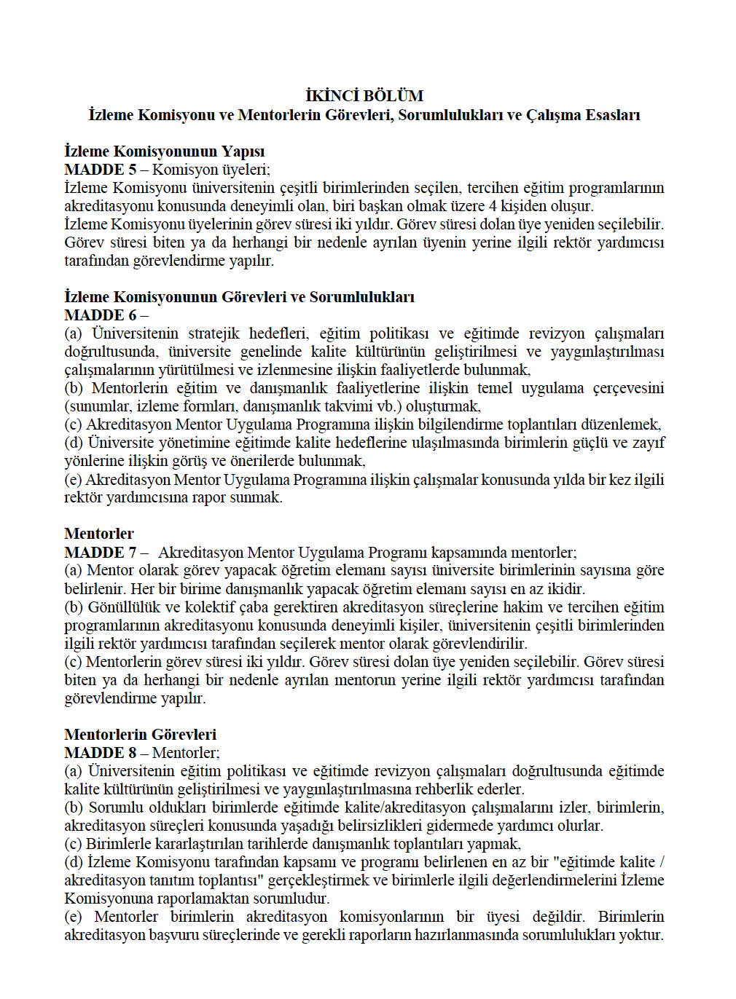 İKİNCİ BÖLÜM
İzleme Komisyonu ve Mentorlerin Görevleri, Sorumlulukları ve Çalışma Esasları
İzleme Komisyonunun Yapısı
MADDE 5 – Komisyon üyeleri;
İzleme Komisyonu üniversitenin çeşitli birimlerinden seçilen, tercihen eğitim programlarının
akreditasyonu konusunda deneyimli olan, biri başkan olmak üzere 4 kişiden oluşur.
İzleme Komisyonu üyelerinin görev süresi iki yıldır. Görev süresi dolan üye yeniden seçilebilir.
Görev süresi biten ya da herhangi bir nedenle ayrılan üyenin yerine ilgili rektör yardımcısı
tarafından görevlendirme yapılır.
İzleme Komisyonunun Görevleri ve Sorumlulukları
MADDE 6 –
(a) Üniversitenin stratejik hedefleri, eğitim politikası ve eğitimde revizyon çalışmaları
doğrultusunda, üniversite genelinde kalite kültürünün geliştirilmesi ve yaygınlaştırılması
çalışmalarının yürütülmesi ve izlenmesine ilişkin faaliyetlerde bulunmak,
(b) Mentorlerin eğitim ve danışmanlık faaliyetlerine ilişkin temel uygulama çerçevesini
(sunumlar, izleme formları, danışmanlık takvimi vb.) oluşturmak,
(c) Akreditasyon Mentor Uygulama Programına ilişkin bilgilendirme toplantıları düzenlemek,
(d) Üniversite yönetimine eğitimde kalite hedeflerine ulaşılmasında birimlerin güçlü ve zayıf
yönlerine ilişkin görüş ve önerilerde bulunmak,
(e) Akreditasyon Mentor Uygulama Programına ilişkin çalışmalar konusunda yılda bir kez ilgili
rektör yardımcısına rapor sunmak.
Mentorler
MADDE 7 – Akreditasyon Mentor Uygulama Programı kapsamında mentorler;
(a) Mentor olarak görev yapacak öğretim elemanı sayısı üniversite birimlerinin sayısına göre
belirlenir. Her bir birime danışmanlık yapacak öğretim elemanı sayısı en az ikidir.
(b) Gönüllülük ve kolektif çaba gerektiren akreditasyon süreçlerine hakim ve tercihen eğitim
programlarının akreditasyonu konusunda deneyimli kişiler, üniversitenin çeşitli birimlerinden
ilgili rektör yardımcısı tarafından seçilerek mentor olarak görevlendirilir.
(c) Mentorlerin görev süresi iki yıldır. Görev süresi dolan üye yeniden seçilebilir. Görev süresi
biten ya da herhangi bir nedenle ayrılan mentorun yerine ilgili rektör yardımcısı tarafından
görevlendirme yapılır.
Mentorlerin Görevleri
MADDE 8 – Mentorler;
(a) Üniversitenin eğitim politikası ve eğitimde revizyon çalışmaları doğrultusunda eğitimde
kalite kültürünün geliştirilmesi ve yaygınlaştırılmasına rehberlik ederler.
(b) Sorumlu oldukları birimlerde eğitimde kalite/akreditasyon çalışmalarını izler, birimlerin,
akreditasyon süreçleri konusunda yaşadığı belirsizlikleri gidermede yardımcı olurlar.
(c) Birimlerle kararlaştırılan tarihlerde danışmanlık toplantıları yapmak,
(d) İzleme Komisyonu tarafından kapsamı ve programı belirlenen en az bir "eğitimde kalite /
akreditasyon tanıtım toplantısı" gerçekleştirmek ve birimlerle ilgili değerlendirmelerini İzleme
Komisyonuna raporlamaktan sorumludur.
(e) Mentorler birimlerin akreditasyon komisyonlarının bir üyesi değildir. Birimlerin
akreditasyon başvuru süreçlerinde ve gerekli raporların hazırlanmasında sorumlulukları yoktur.